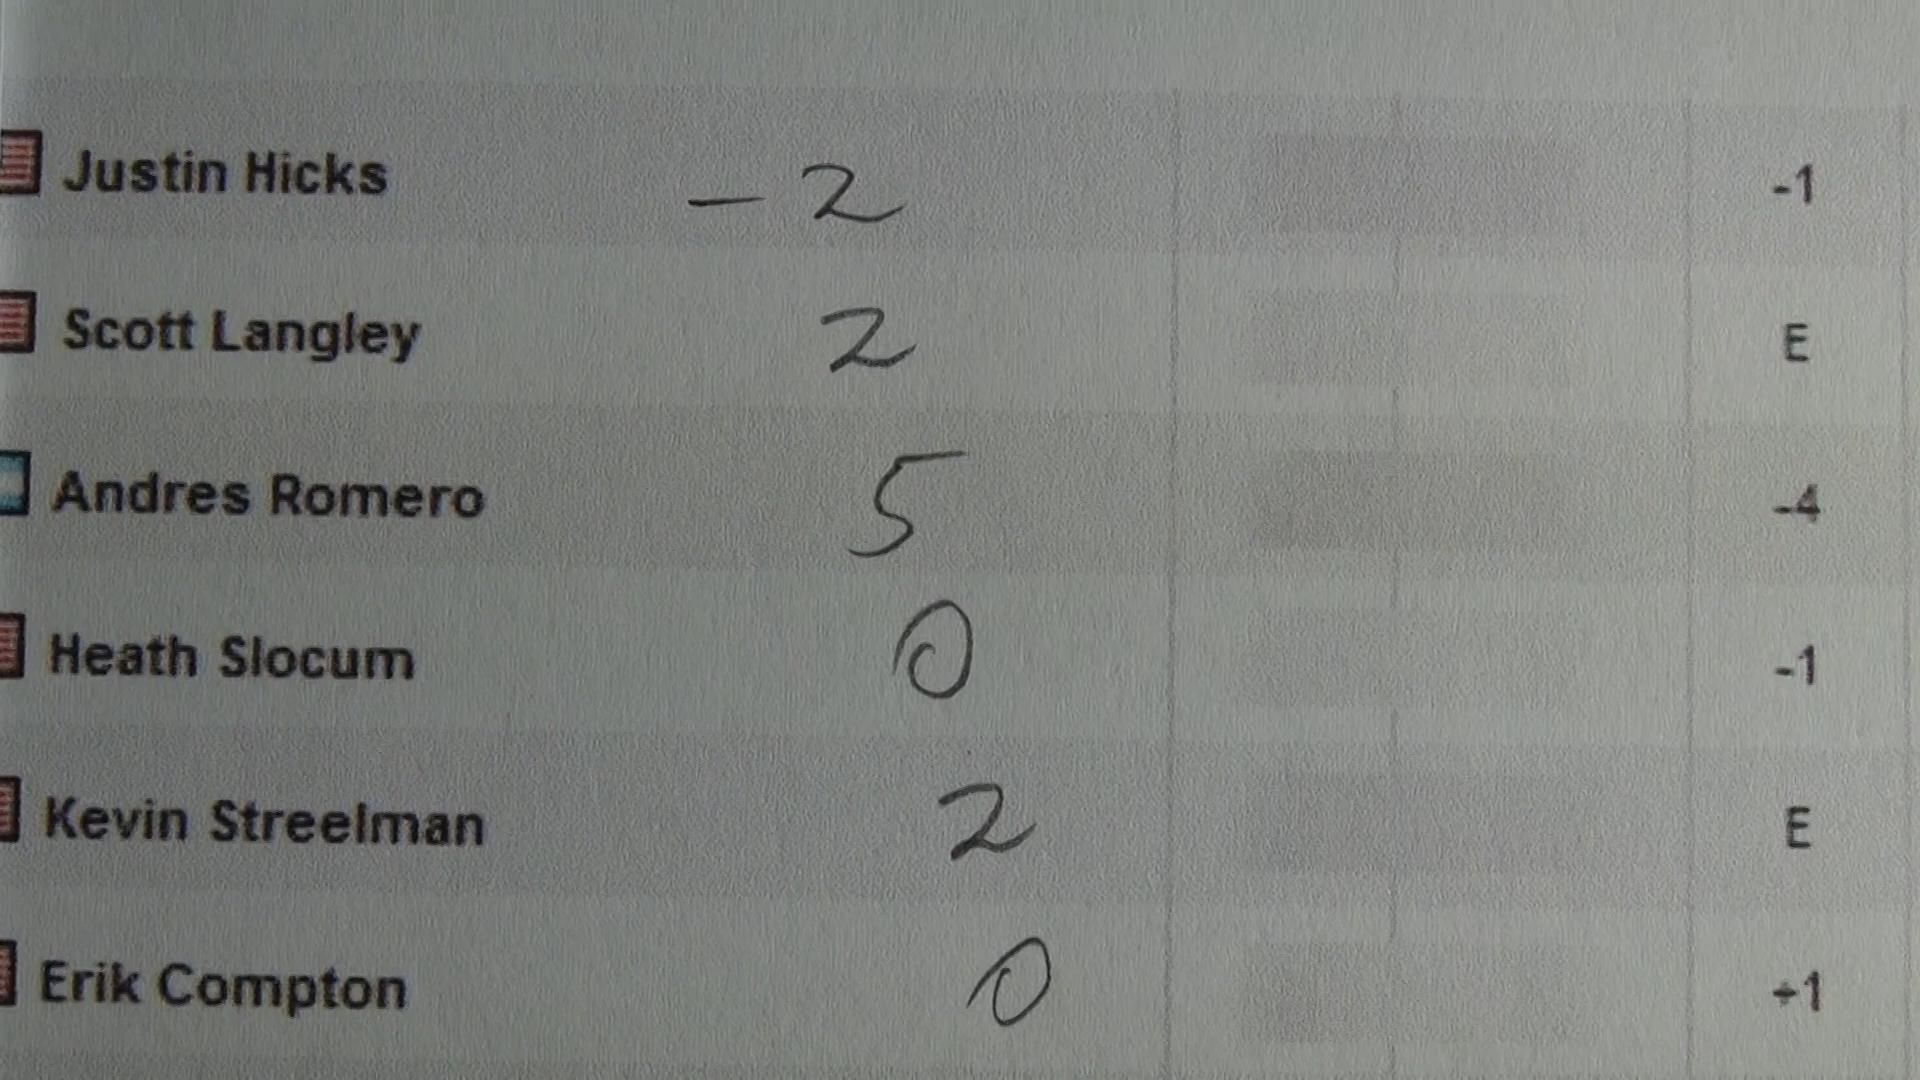 Justin Hicks -2 -1
Scott Langley 2 E
Andres Romero 5 -4
Heath Slocum 0 -1
Kevin Streelman 2 E
Erik Compton 0 +1